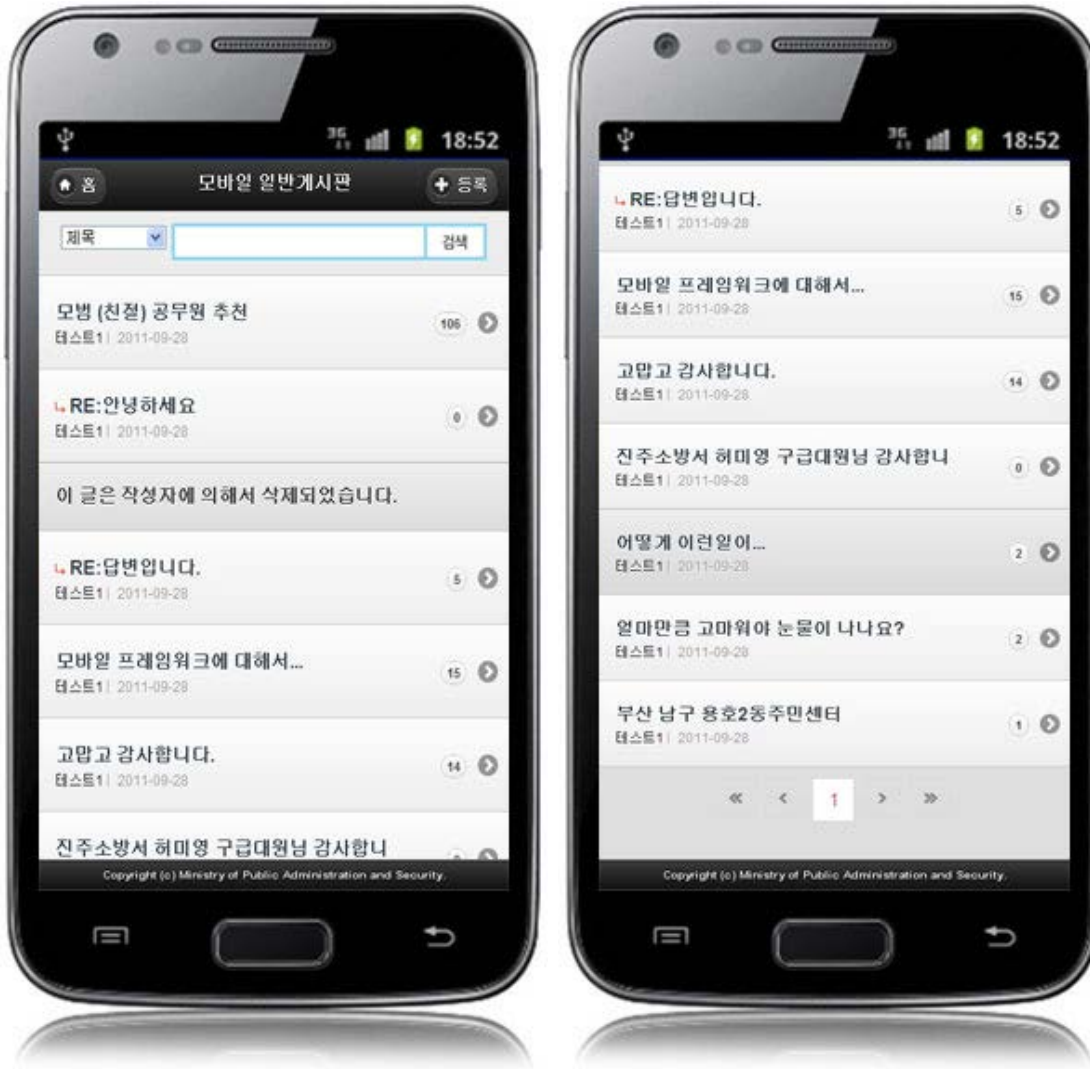 3G
18:52
홈
모바일 일반게시판
등록
제목
검색
모범 (친절) 공무원 추천
테스트1 | 2011-09-28
106
RE:안녕하세요
테스트1 | 2011-09-28
0
이 글은 작성자에 의해서 삭제되었습니다.
RE:답변입니다.
테스트1 | 2011-09-28
5
모바일 프레임워크에 대해서...
테스트1 | 2011-09-28
15
고맙고 감사합니다.
테스트1 | 2011-09-28
14
진주소방서 허미영 구급대원님 감사합니
Copyright (c) Ministry of Public Administration and Security.
3G
18:52
RE:답변입니다.
테스트1 | 2011-09-28
5
모바일 프레임워크에 대해서...
테스트1 | 2011-09-28
15
고맙고 감사합니다.
테스트1 | 2011-09-28
14
진주소방서 허미영 구급대원님 감사합니
테스트1 | 2011-09-28
0
어떻게 이런일이...
테스트1 | 2011-09-28
2
얼마만큼 고마워야 눈물이 나나요?
테스트1 | 2011-09-28
2
부산 남구 용호2동주민센터
테스트1 | 2011-09-28
1
« < 1 > »
Copyright (c) Ministry of Public Administration and Security.